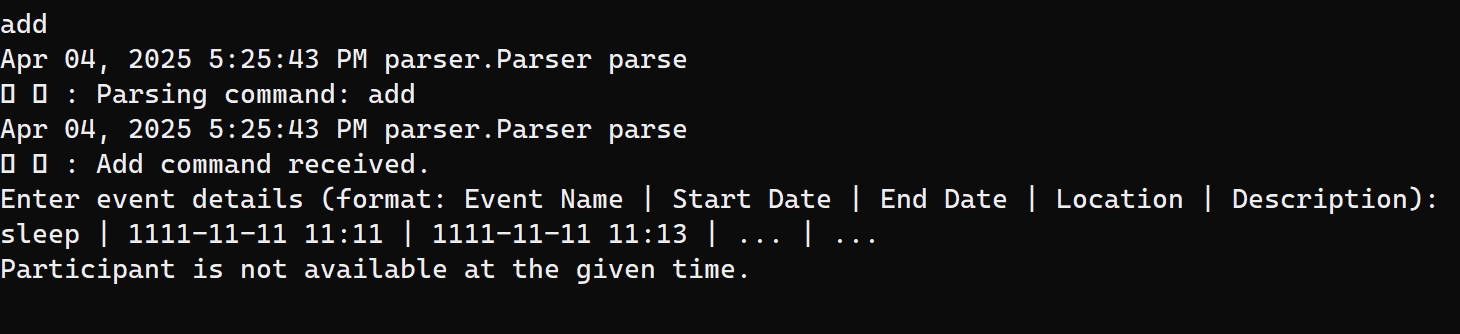 add
Apr 04, 2025 5:25:43 PM parser.Parser parse
▯ ▯ : Parsing command: add
Apr 04, 2025 5:25:43 PM parser.Parser parse
▯ ▯ : Add command received.
Enter event details (format: Event Name | Start Date | End Date | Location | Description):
sleep | 1111-11-11 11:11 | 1111-11-11 11:13 | ... | ...
Participant is not available at the given time.